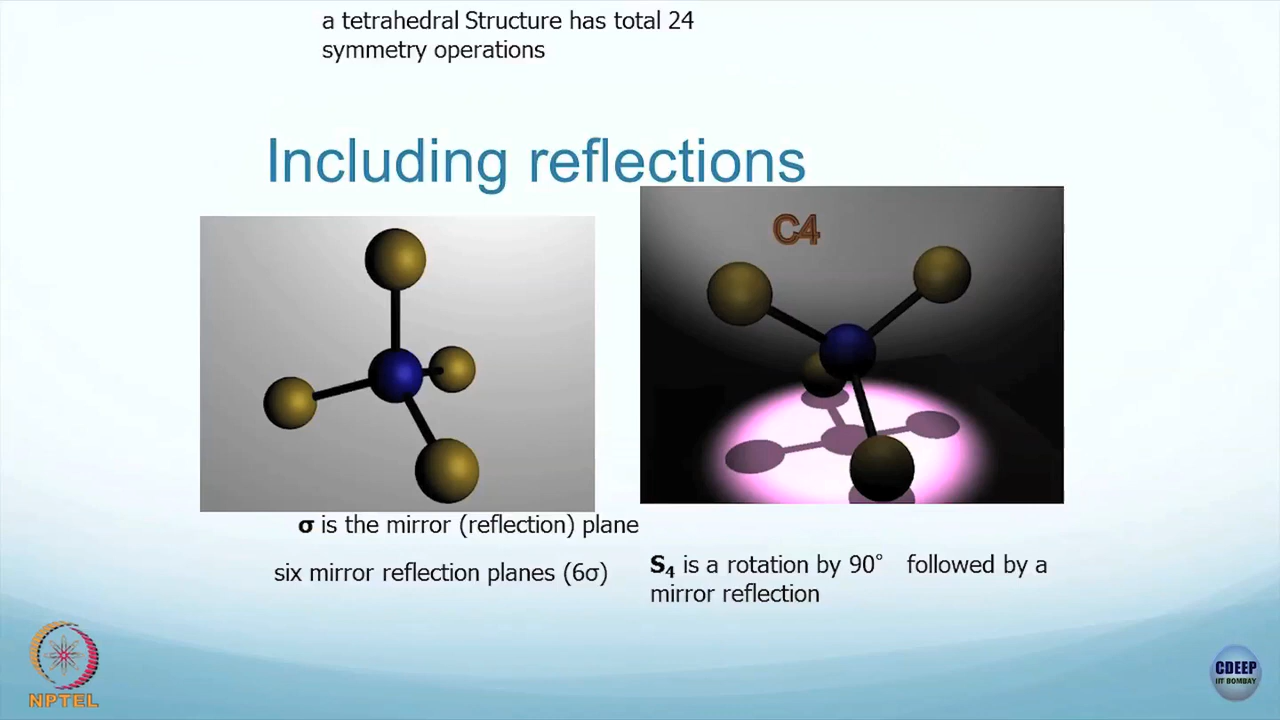 a tetrahedral Structure has total 24
symmetry operations
Including reflections
C4
σ is the mirror (reflection) plane
six mirror reflection planes (6σ)
S₄ is a rotation by 90° followed by a
mirror reflection
NPTEL
CDEEP
IIT BOMBAY